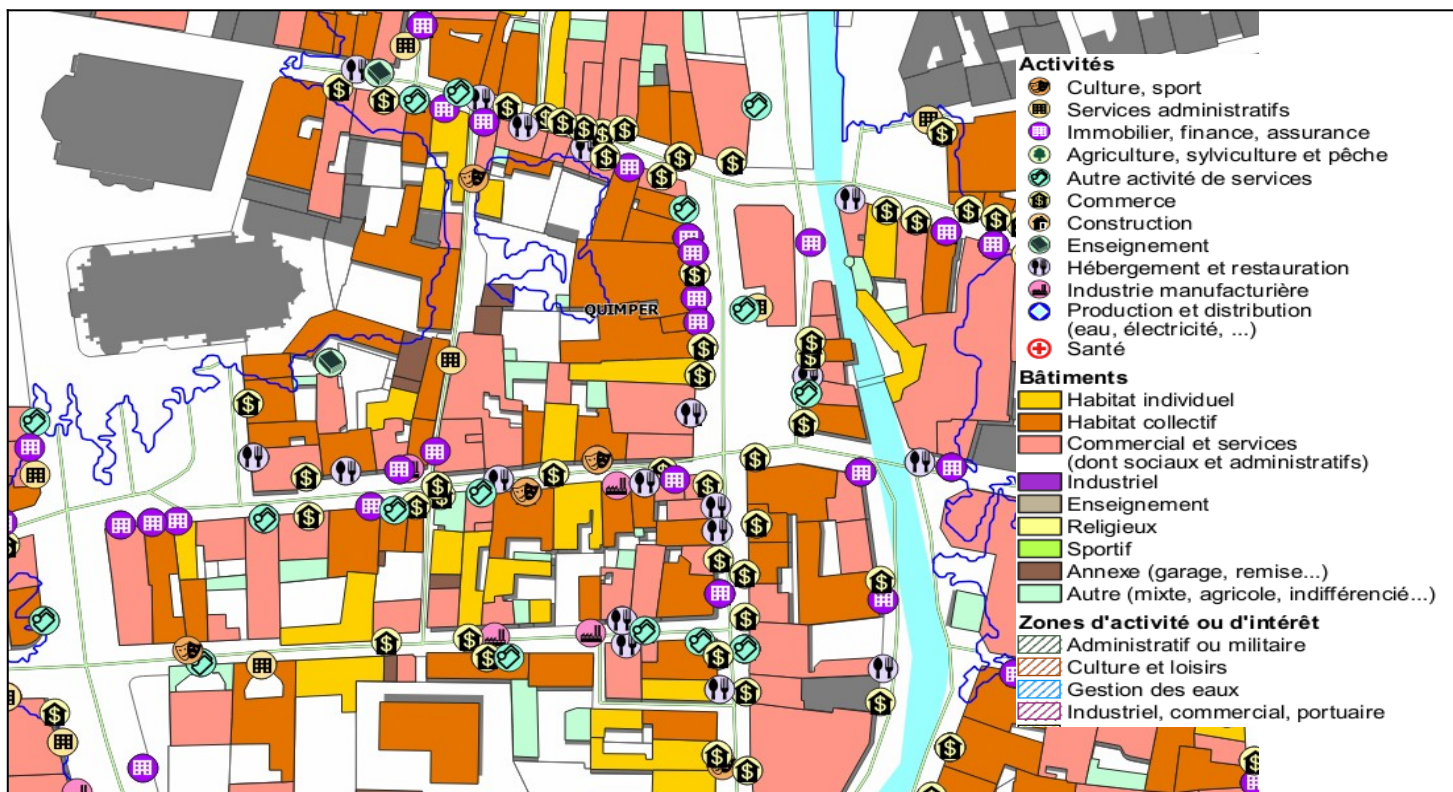 QUIMPER
Activités
Culture, sport
Services administratifs
Immobilier, finance, assurance
Agriculture, sylviculture et pêche
Autre activité de services
Commerce
Construction
Enseignement
Hébergement et restauration
Industrie manufacturière
Production et distribution
(eau, électricité, ...)
Santé
Bâtiments
Habitat individuel
Habitat collectif
Commercial et services
(dont sociaux et administratifs)
Industriel
Enseignement
Religieux
Sportif
Annexe (garage, remise...)
Autre (mixte, agricole, indifférencié...)
Zones d'activité ou d'intérêt
Administratif ou militaire
Culture et loisirs
Gestion des eaux
Industriel, commercial, portuaire